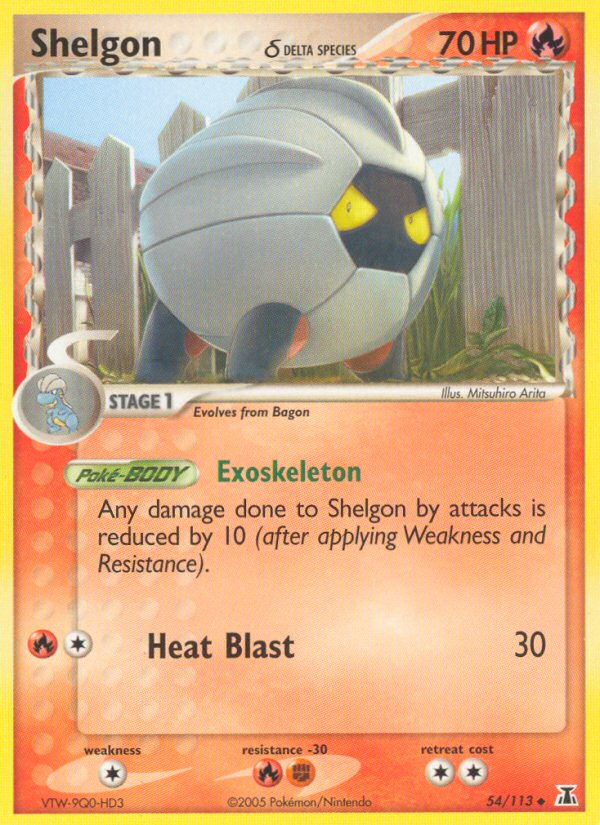 Shelgon δ DELTA SPECIES 70 HP
Illus. Mitsuhiro Arita
STAGE 1
Evolves from Bagon
Poké-BODY Exoskeleton
Any damage done to Shelgon by attacks is
reduced by 10 (after applying Weakness and
Resistance).
Heat Blast 30
weakness resistance -30 retreat cost
VTW-9Q0-HD3 ©2005 Pokémon/Nintendo 54/113 ◆